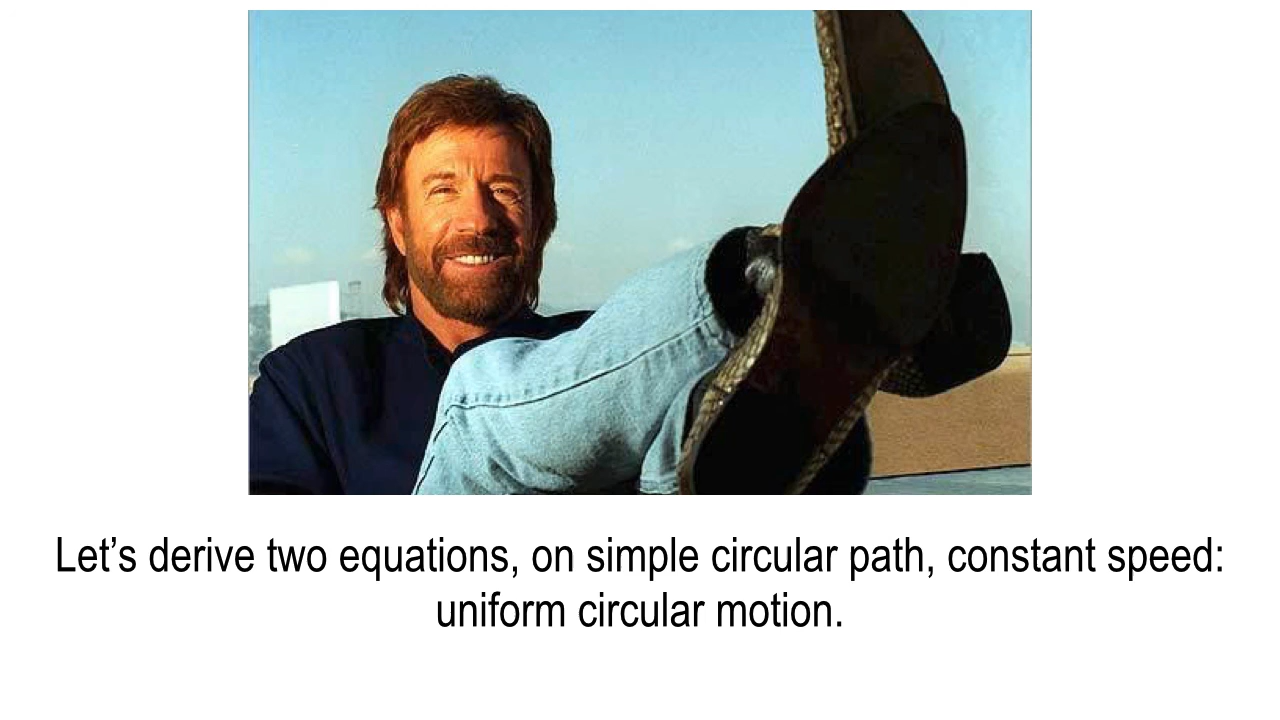 Let’s derive two equations, on simple circular path, constant speed:
uniform circular motion.